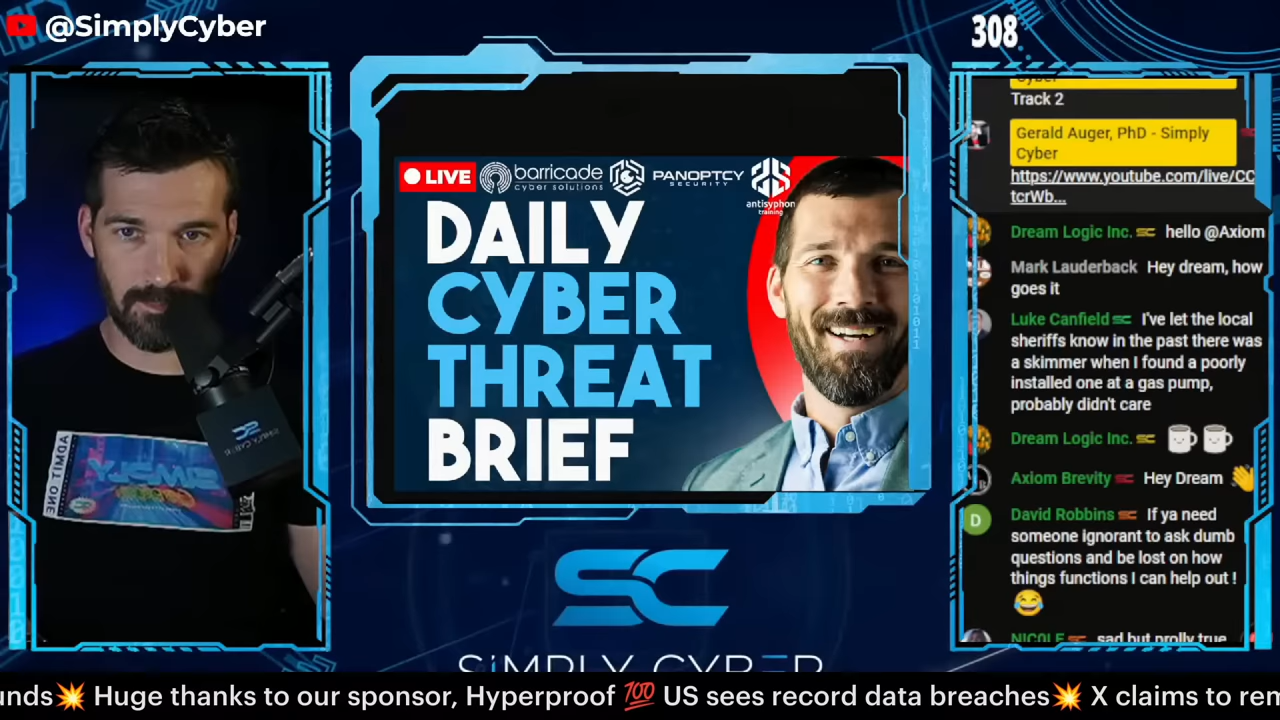 @SimplyCyber
308
LIVE
barricade
cyber solutions
PANOPTCY
SECURITY
antisyphon
training
DAILY
CYBER
THREAT
BRIEF
ADMIT ONE
SC
SIMPLY CYBER
Cyber
Track 2
Gerald Auger, PhD - Simply
Cyber
https://www.youtube.com/live/CC
tcrWb...
Dream Logic Inc. hello @Axiom
Mark Lauderback Hey dream, how
goes it
Luke Canfield I've let the local
sheriffs know in the past there was
a skimmer when I found a poorly
installed one at a gas pump,
probably didn't care
Dream Logic Inc.
Axiom Brevity Hey Dream 👋
D
David Robbins If ya need
someone ignorant to ask dumb
questions and be lost on how
things functions I can help out !
😂
NICOLE sad but prolly true
unds💥 Huge thanks to our sponsor, Hyperproof 💯 US sees record data breaches💥 X claims to rem